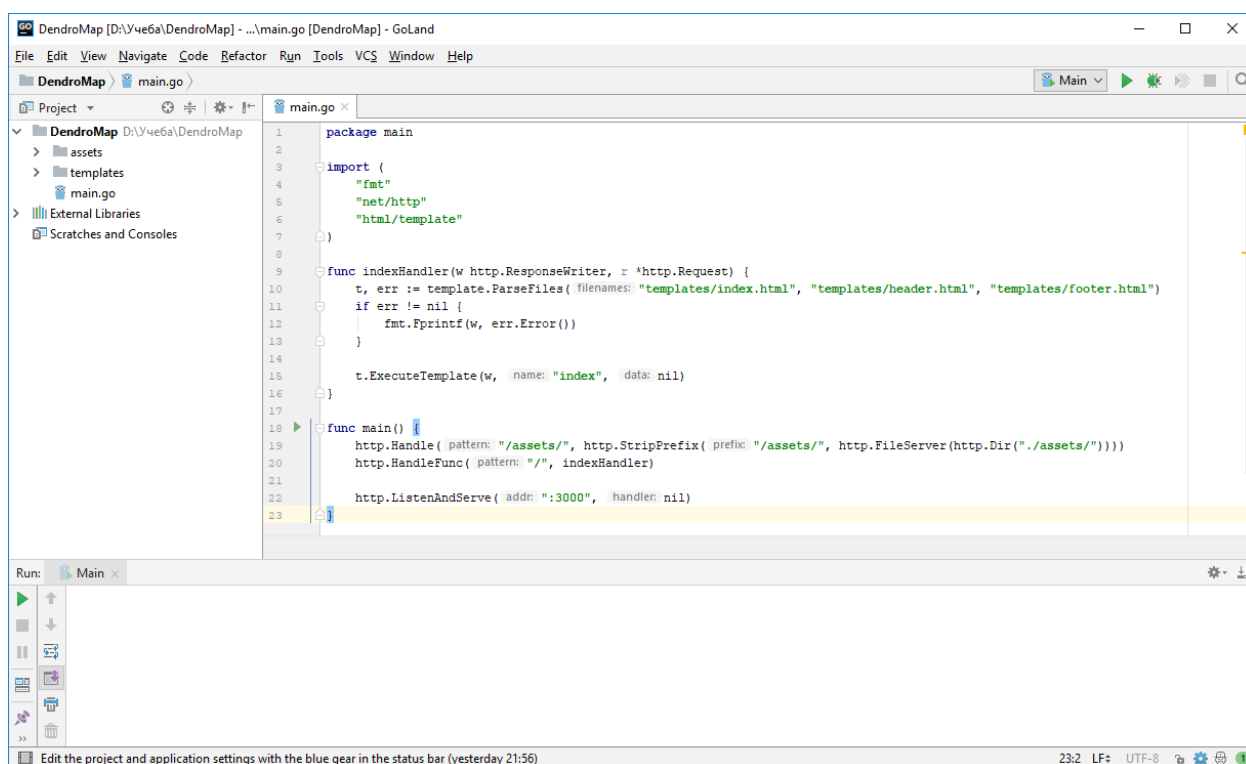 GO DendroMap [D:\Учеба\DendroMap] - ...\main.go [DendroMap] - GoLand
File Edit View Navigate Code Refactor Run Tools VCS Window Help
DendroMap main.go Main
Project main.go
DendroMap D:\Учеба\DendroMap
assets
templates
main.go
External Libraries
Scratches and Consoles
1 package main
2
3 import (
4 "fmt"
5 "net/http"
6 "html/template"
7 )
8
9 func indexHandler(w http.ResponseWriter, r *http.Request) {
10 t, err := template.ParseFiles( filenames: "templates/index.html", "templates/header.html", "templates/footer.html")
11 if err != nil {
12 fmt.Fprintf(w, err.Error())
13 }
14
15 t.ExecuteTemplate(w, name: "index", data: nil)
16 }
17
18 func main() {
19 http.Handle( pattern: "/assets/", http.StripPrefix( prefix: "/assets/", http.FileServer(http.Dir("./assets/"))))
20 http.HandleFunc( pattern: "/", indexHandler)
21
22 http.ListenAndServe( addr: ":3000", handler: nil)
23 }
Run: Main
Edit the project and application settings with the blue gear in the status bar (yesterday 21:56) 23:2 LF UTF-8 1